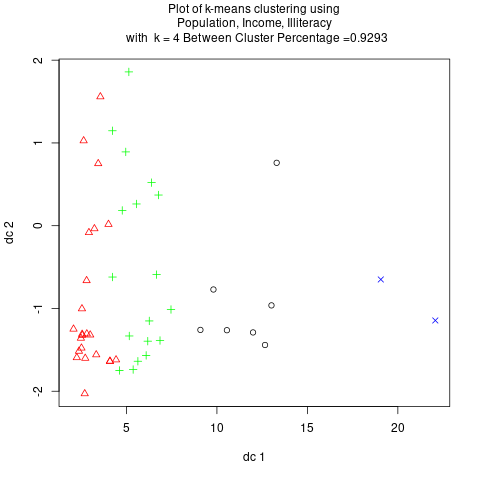 Plot of k-means clustering using
Population, Income, Illiteracy
with k = 4 Between Cluster Percentage =0.9293
2
1
0
-1
-2
dc 2
5 10 15 20
dc 1